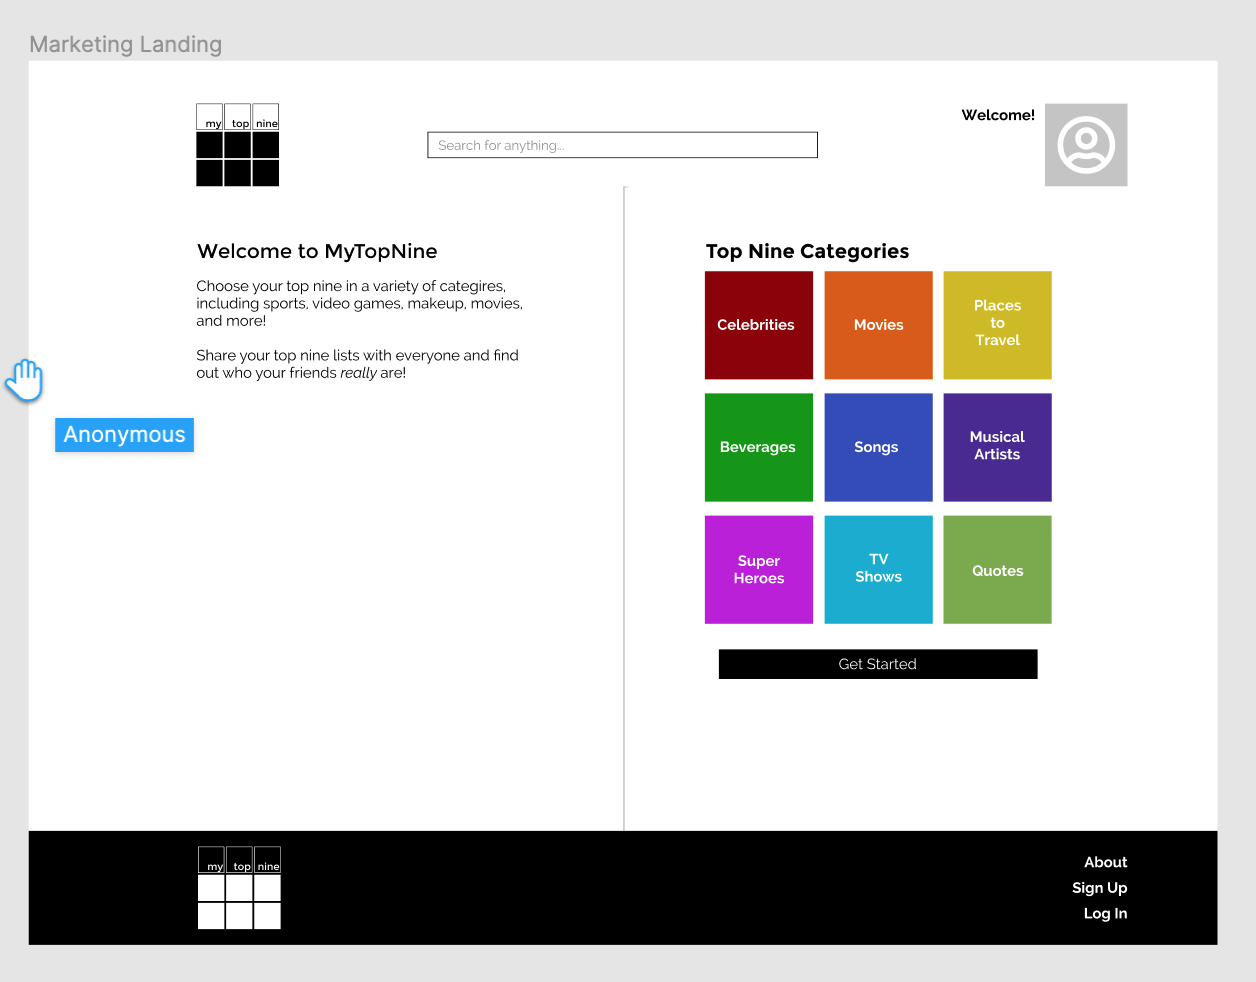 Marketing Landing
my top nine
Search for anything...
Welcome!
Welcome to MyTopNine
Choose your top nine in a variety of categires,
including sports, video games, makeup, movies,
and more!
Share your top nine lists with everyone and find
out who your friends really are!
Anonymous
Top Nine Categories
Celebrities
Movies
Places
to
Travel
Beverages
Songs
Musical
Artists
Super
Heroes
TV
Shows
Quotes
Get Started
my top nine
About
Sign Up
Log In